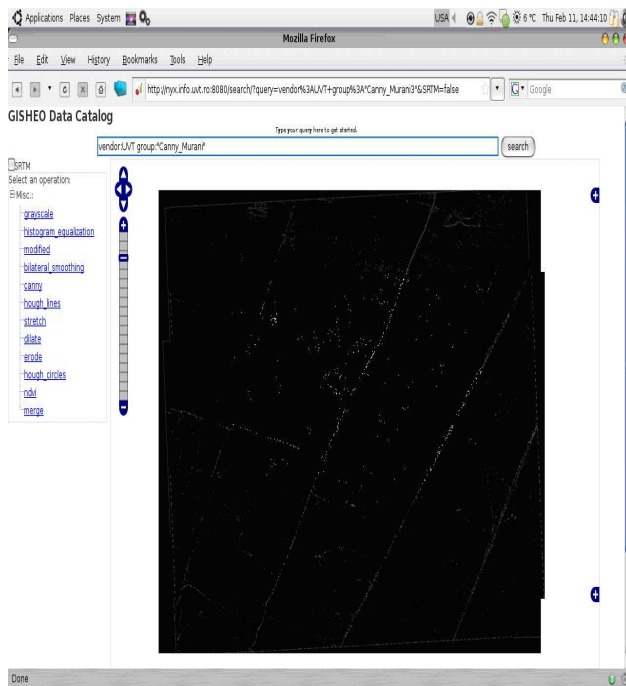 Applications Places System USA 6 °C Thu Feb 11, 14:44:10
Mozilla Firefox
File Edit View History Bookmarks Tools Help
http://nyx.info.uvt.ro:8080/search/?query=vendor%3AUVT+group%3A"Canny_Murani3"&SRTM=false Google
GISHEO Data Catalog
Type your query here to get started.
vendor:UVT group:"Canny_Murani" search
SRTM
Select an operation:
Misc.:
grayscale
histogram_equalization
modified
bilateral_smoothing
canny
hough_lines
stretch
dilate
erode
hough_circles
ndvi
merge
Done